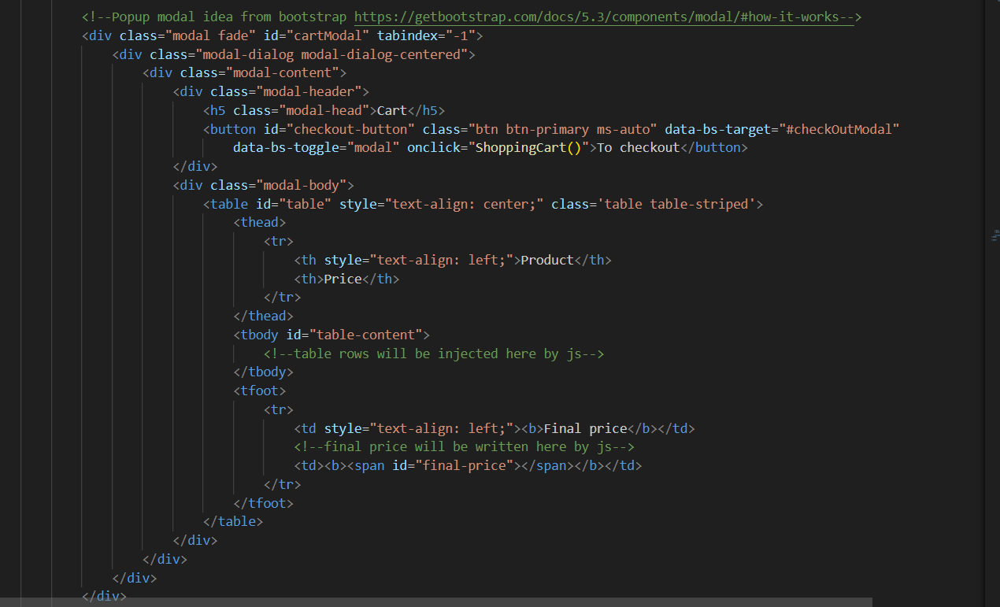 <!--Popup modal idea from bootstrap https://getbootstrap.com/docs/5.3/components/modal/#how-it-works-->
<div class="modal fade" id="cartModal" tabindex="-1">
<div class="modal-dialog modal-dialog-centered">
<div class="modal-content">
<div class="modal-header">
<h5 class="modal-head">Cart</h5>
<button id="checkout-button" class="btn btn-primary ms-auto" data-bs-target="#checkOutModal"
data-bs-toggle="modal" onclick="ShoppingCart()">To checkout</button>
</div>
<div class="modal-body">
<table id="table" style="text-align: center;" class='table table-striped'>
<thead>
<tr>
<th style="text-align: left;">Product</th>
<th>Price</th>
</tr>
</thead>
<tbody id="table-content">
<!--table rows will be injected here by js-->
</tbody>
<tfoot>
<tr>
<td style="text-align: left;"><b>Final price</b></td>
<!--final price will be written here by js-->
<td><b><span id="final-price"></span></b></td>
</tr>
</tfoot>
</table>
</div>
</div>
</div>
</div>